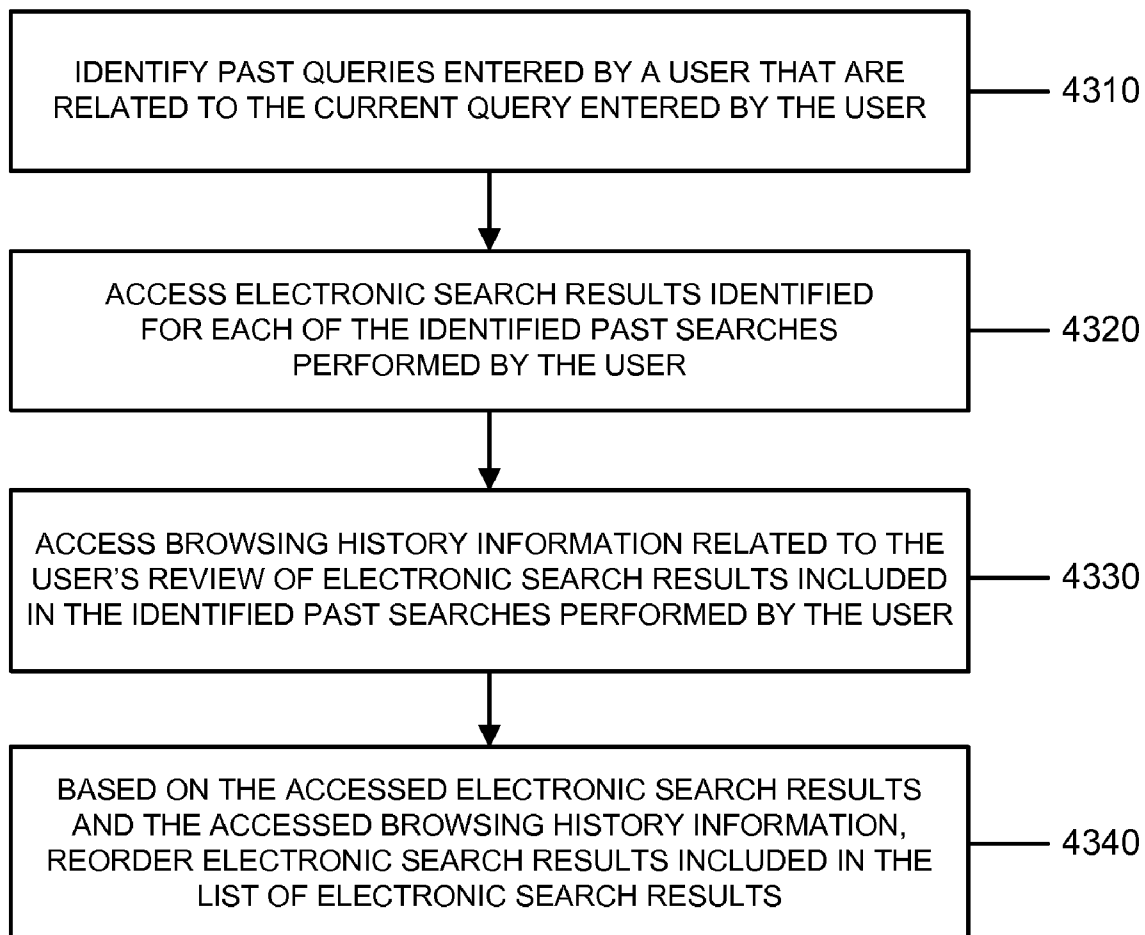 IDENTIFY PAST QUERIES ENTERED BY A USER THAT ARE
RELATED TO THE CURRENT QUERY ENTERED BY THE USER
4310
ACCESS ELECTRONIC SEARCH RESULTS IDENTIFIED
FOR EACH OF THE IDENTIFIED PAST SEARCHES
PERFORMED BY THE USER
4320
ACCESS BROWSING HISTORY INFORMATION RELATED TO THE
USER'S REVIEW OF ELECTRONIC SEARCH RESULTS INCLUDED
IN THE IDENTIFIED PAST SEARCHES PERFORMED BY THE USER
4330
BASED ON THE ACCESSED ELECTRONIC SEARCH RESULTS
AND THE ACCESSED BROWSING HISTORY INFORMATION,
REORDER ELECTRONIC SEARCH RESULTS INCLUDED IN THE
LIST OF ELECTRONIC SEARCH RESULTS
4340